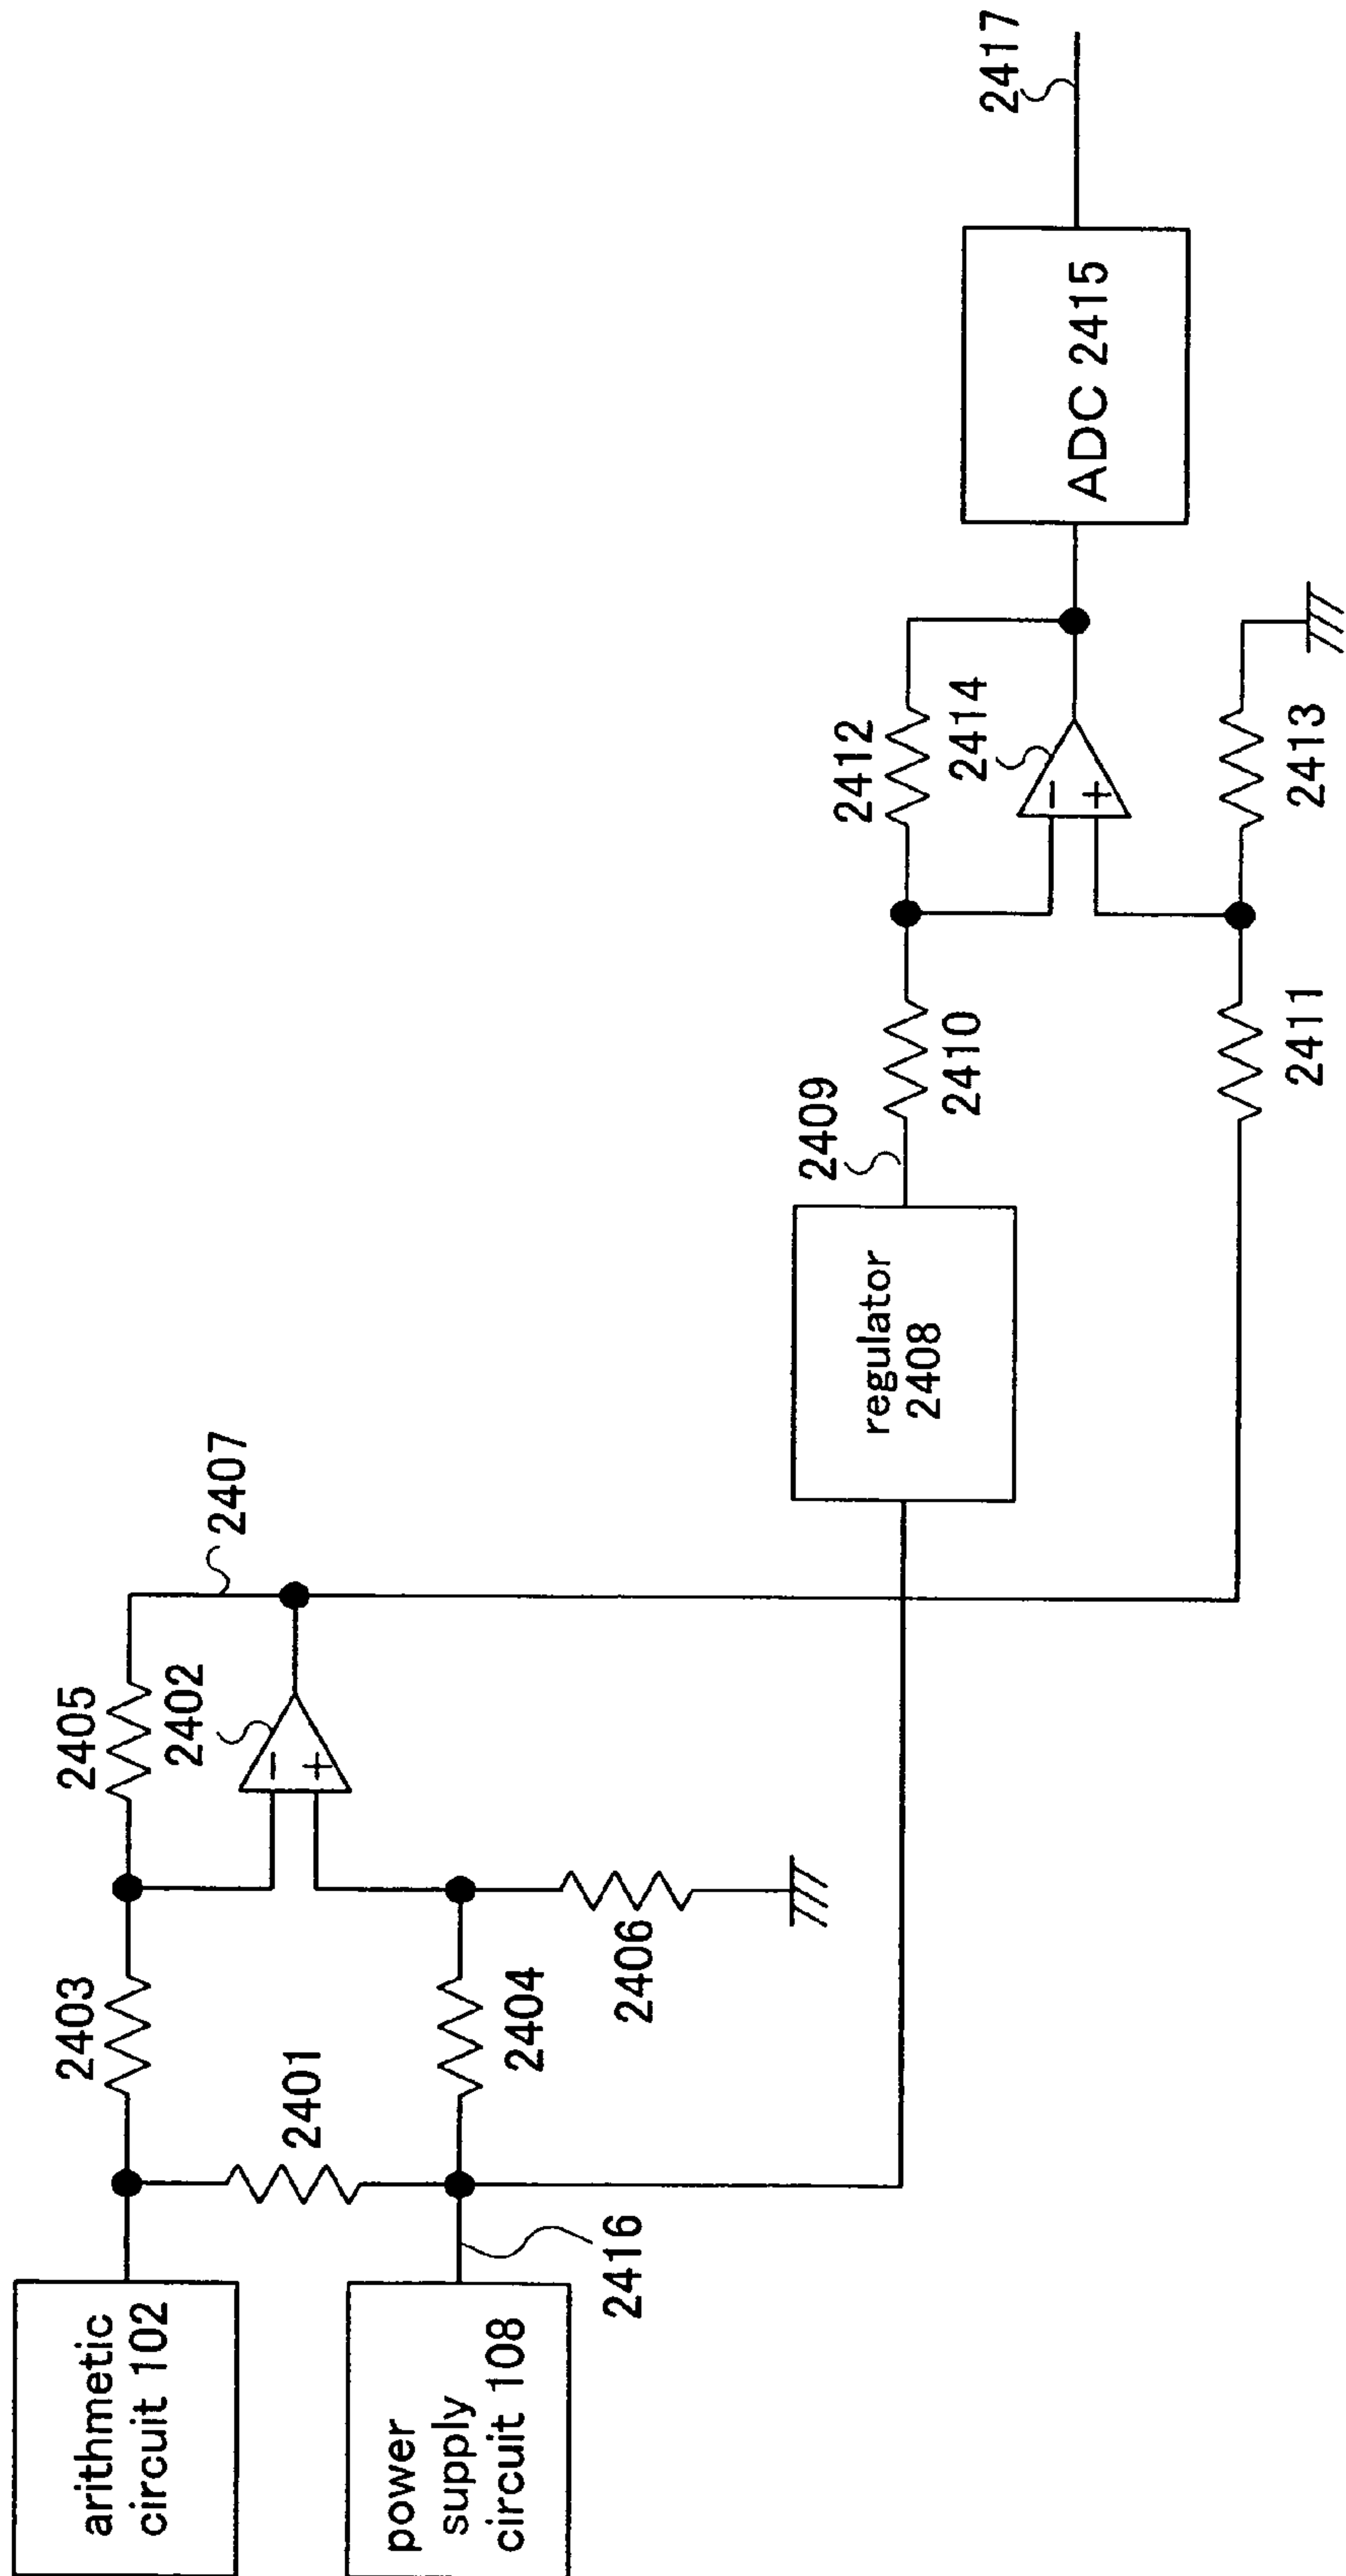 arithmetic
circuit 102
power
supply
circuit 108
2416
2401
2403
2404
2405
2402
−
+
2406
2407
regulator
2408
2409
2410
2411
2412
2414
−
+
2413
ADC 2415
2417